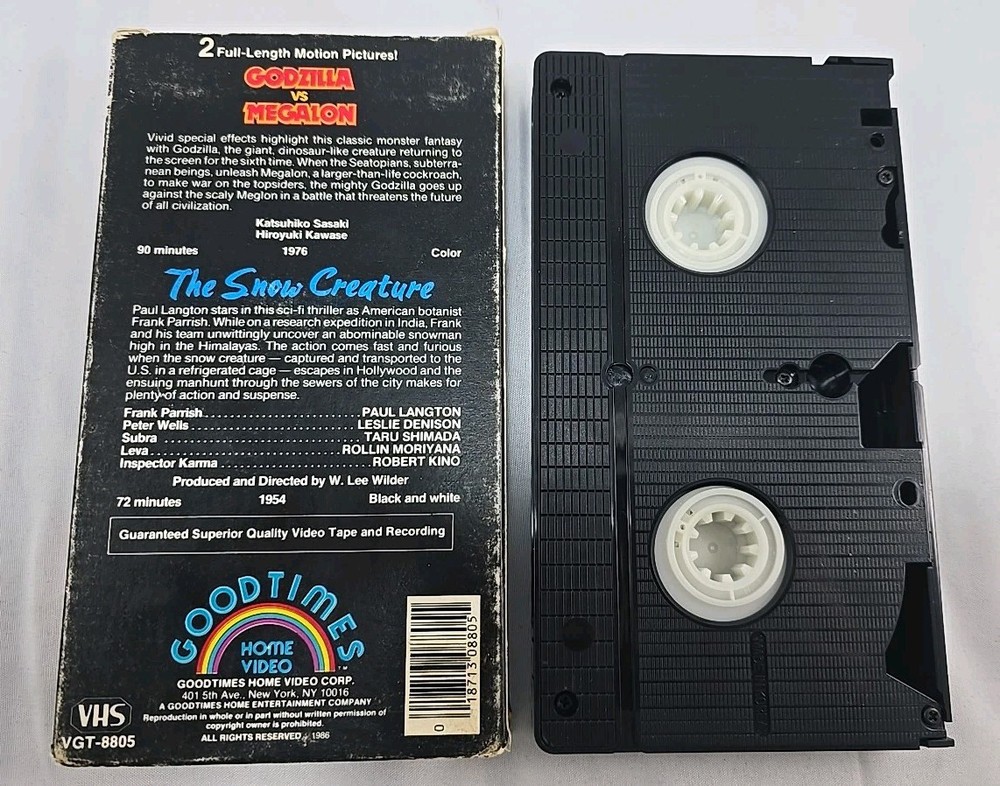 2 Full-Length Motion Pictures!
GODZILLA
VS
MEGALON
Vivid special effects highlight this classic monster fantasy
with Godzilla, the giant, dinosaur-like creature returning to
the screen for the sixth time. When the Seatopians, subterra-
nean beings, unleash Megalon, a larger-than-life cockroach,
to make war on the topsiders, the mighty Godzilla goes up
against the scaly Meglon in a battle that threatens the future
of all civilization.
Katsuhiko Sasaki
Hiroyuki Kawase
90 minutes 1976 Color
The Snow Creature
Paul Langton stars in this sci-fi thriller as American botanist
Frank Parrish. While on a research expedition in India, Frank
and his team unwittingly uncover an abominable snowman
high in the Himalayas. The action comes fast and furious
when the snow creature — captured and transported to the
U.S. in a refrigerated cage — escapes in Hollywood and the
ensuing manhunt through the sewers of the city makes for
plenty of action and suspense.
Frank Parrish..............................PAUL LANGTON
Peter Wells..............................LESLIE DENISON
Subra ..............................TARU SHIMADA
Leva..............................ROLLIN MORIYANA
Inspector Karma..............................ROBERT KINO
Produced and Directed by W. Lee Wilder
72 minutes 1954 Black and white
Guaranteed Superior Quality Video Tape and Recording
GOODTIMES
HOME
VIDEO
TM
GOODTIMES HOME VIDEO CORP.
401 5th Ave., New York, NY 10016
A GOODTIMES HOME ENTERTAINMENT COMPANY
Reproduction in whole or in part without written permission of
copyright owner is prohibited.
ALL RIGHTS RESERVED 1986
VHS
VGT-8805
0 18713 08805